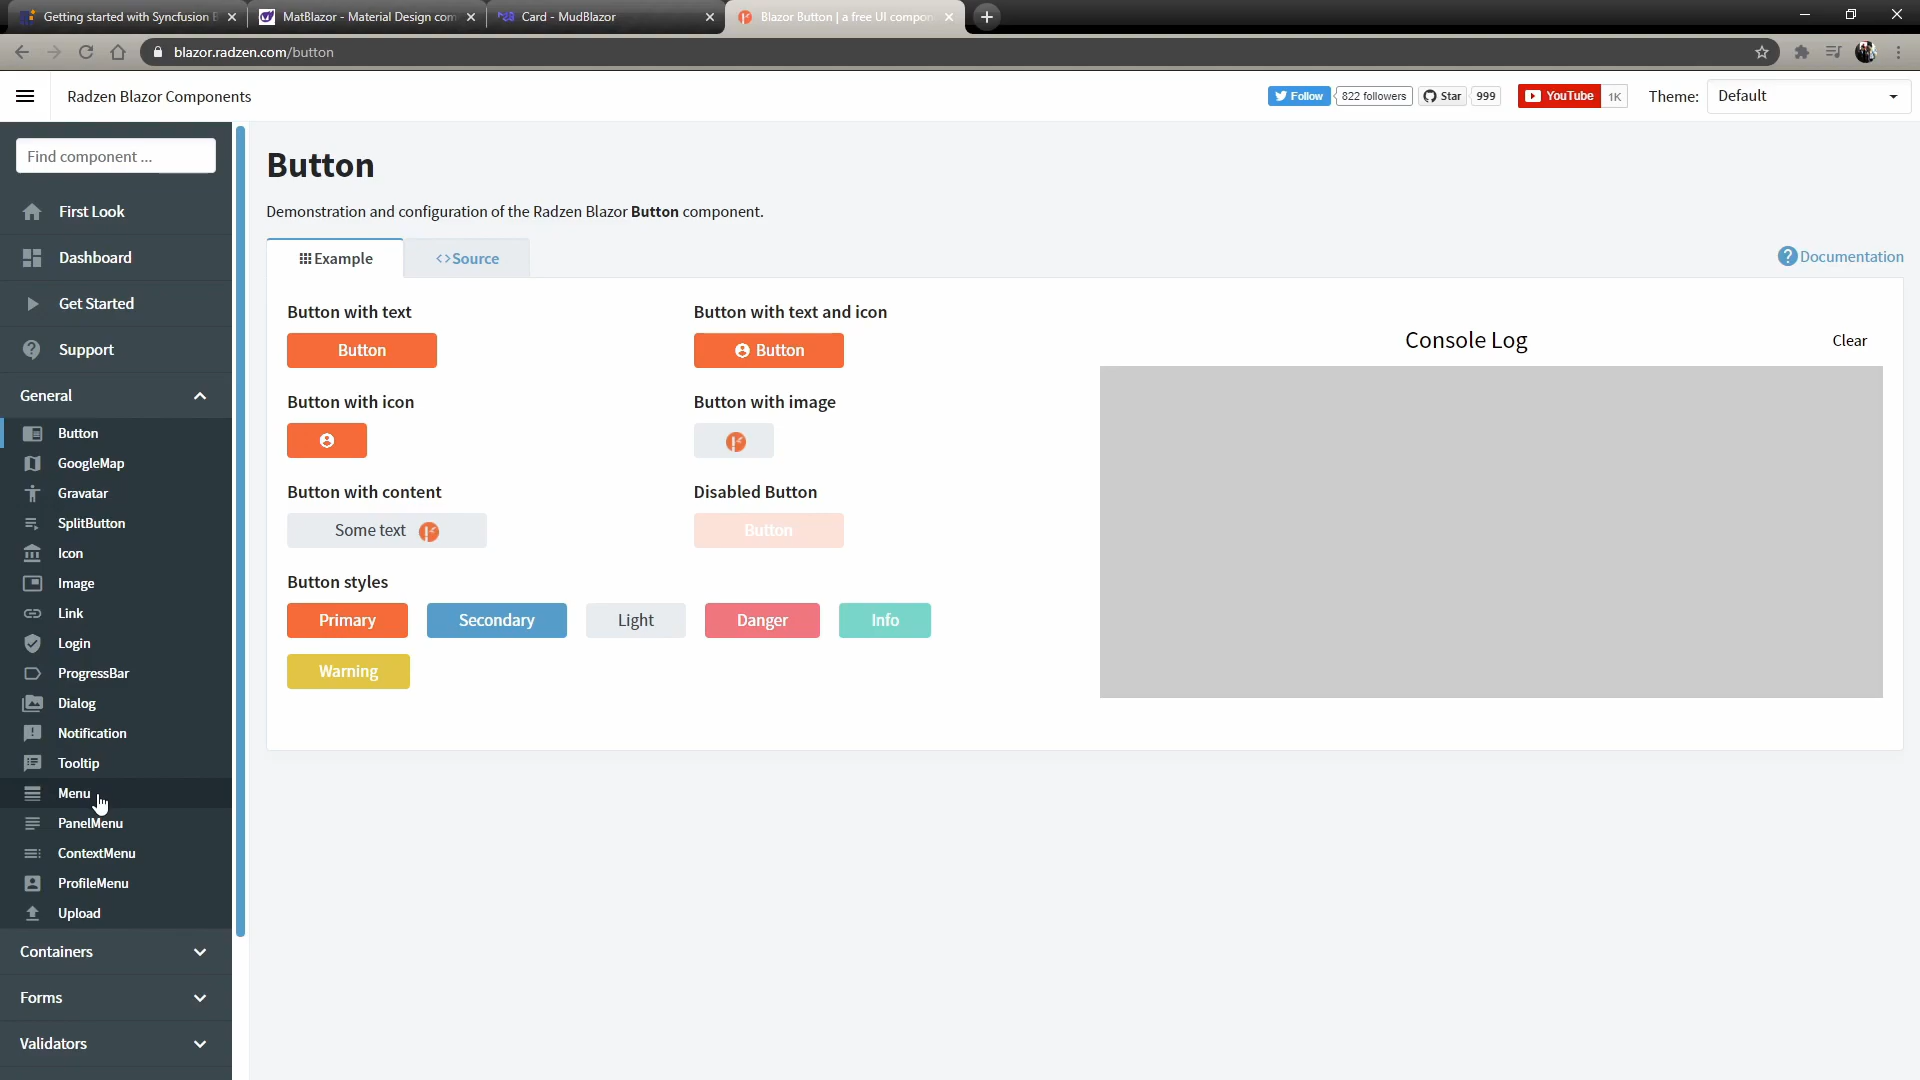 Getting started with Syncfusion B
MatBlazor - Material Design com
Card - MudBlazor
Blazor Button | a free UI compon
blazor.radzen.com/button
Radzen Blazor Components
Follow
822 followers
Star
999
YouTube
1K
Theme:
Default
Find component ...
First Look
Dashboard
Get Started
Support
General
Button
GoogleMap
Gravatar
SplitButton
Icon
Image
Link
Login
ProgressBar
Dialog
Notification
Tooltip
Menu
PanelMenu
ContextMenu
ProfileMenu
Upload
Containers
Forms
Validators
Button
Demonstration and configuration of the Radzen Blazor Button component.
Example
<>Source
Documentation
Button with text
Button
Button with text and icon
Button
Button with icon
Button with image
Button with content
Some text
Disabled Button
Button
Button styles
Primary
Secondary
Light
Danger
Info
Warning
Console Log
Clear